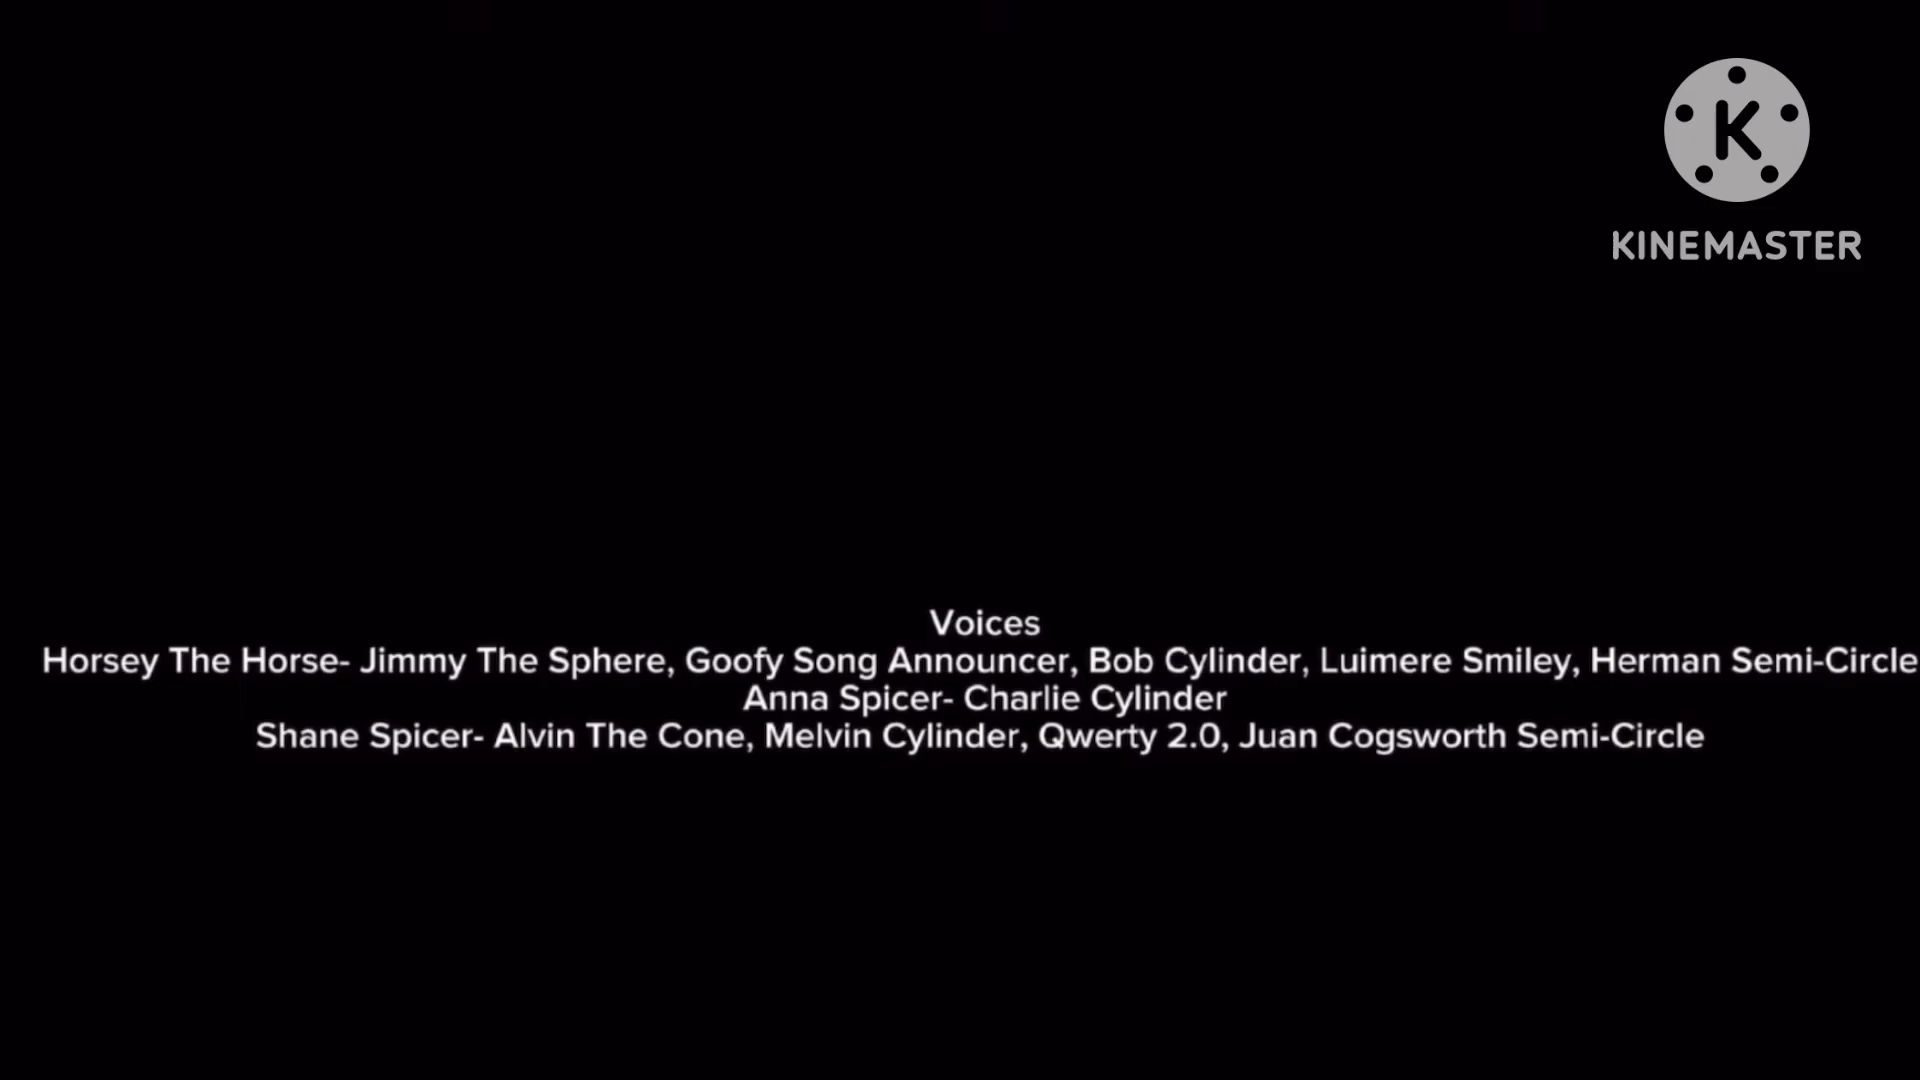 K
KINEMASTER
Voices
Horsey The Horse- Jimmy The Sphere, Goofy Song Announcer, Bob Cylinder, Luimere Smiley, Herman Semi-Circle
Anna Spicer- Charlie Cylinder
Shane Spicer- Alvin The Cone, Melvin Cylinder, Qwerty 2.0, Juan Cogsworth Semi-Circle